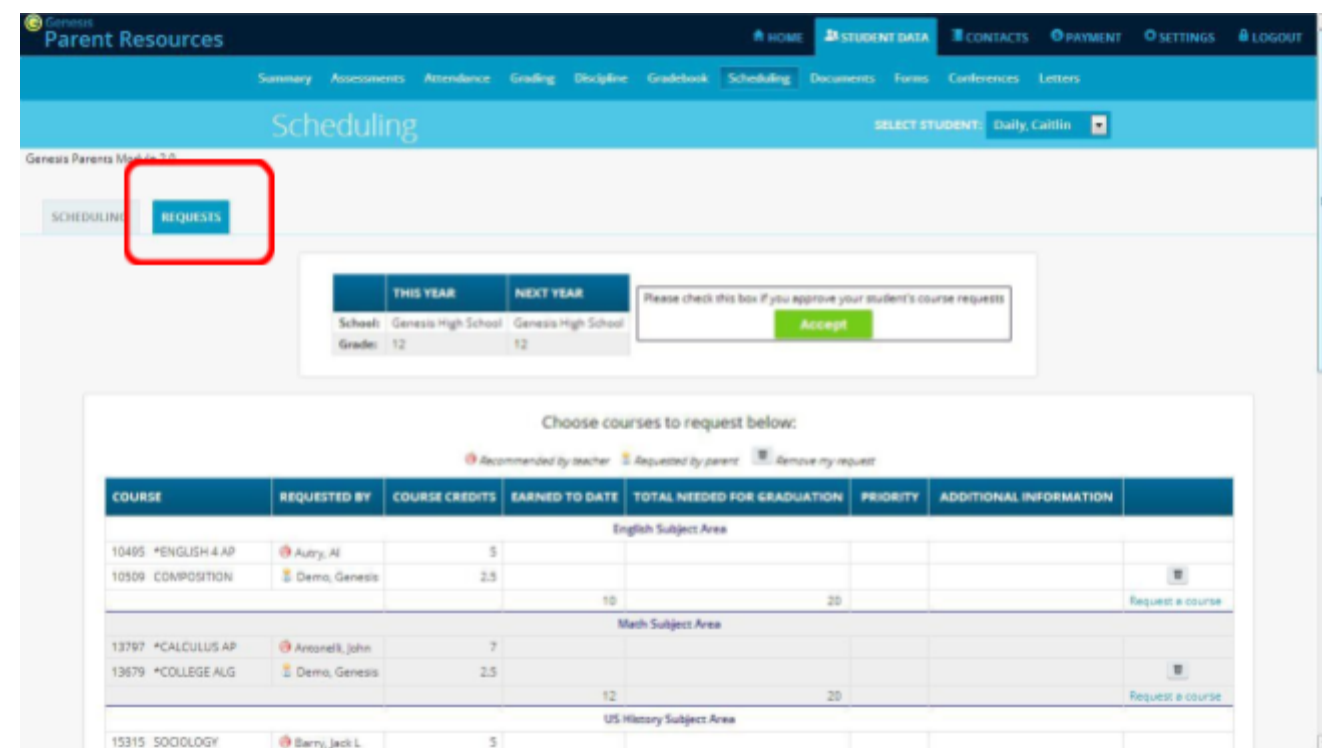 Genesis
Parent Resources
HOME STUDENT DATA CONTACTS PAYMENT SETTINGS LOGOUT
Summary Assessments Attendance Grading Discipline Gradebook Scheduling Documents Forms Conferences Letters
Scheduling SELECT STUDENT: Daily, Caitlin
Genesis Parents Module 2.0
SCHEDULING REQUESTS
THIS YEAR NEXT YEAR
School: Genesis High School Genesis High School
Grade: 12 12
Please check this box if you approve your student's course requests
Accept
Choose courses to request below:
Recommended by teacher Requested by parent Remove my request
COURSE REQUESTED BY COURSE CREDITS EARNED TO DATE TOTAL NEEDED FOR GRADUATION PRIORITY ADDITIONAL INFORMATION
English Subject Area
10495 *ENGLISH 4 AP Autry, Al 5
10509 COMPOSITION Demo, Genesis 2.5
10 20 Request a course
Math Subject Area
13797 *CALCULUS AP Antonelli, John 7
13679 *COLLEGE ALG Demo, Genesis 2.5
12 20 Request a course
US History Subject Area
15315 SOCIOLOGY Barry, Jack L 5